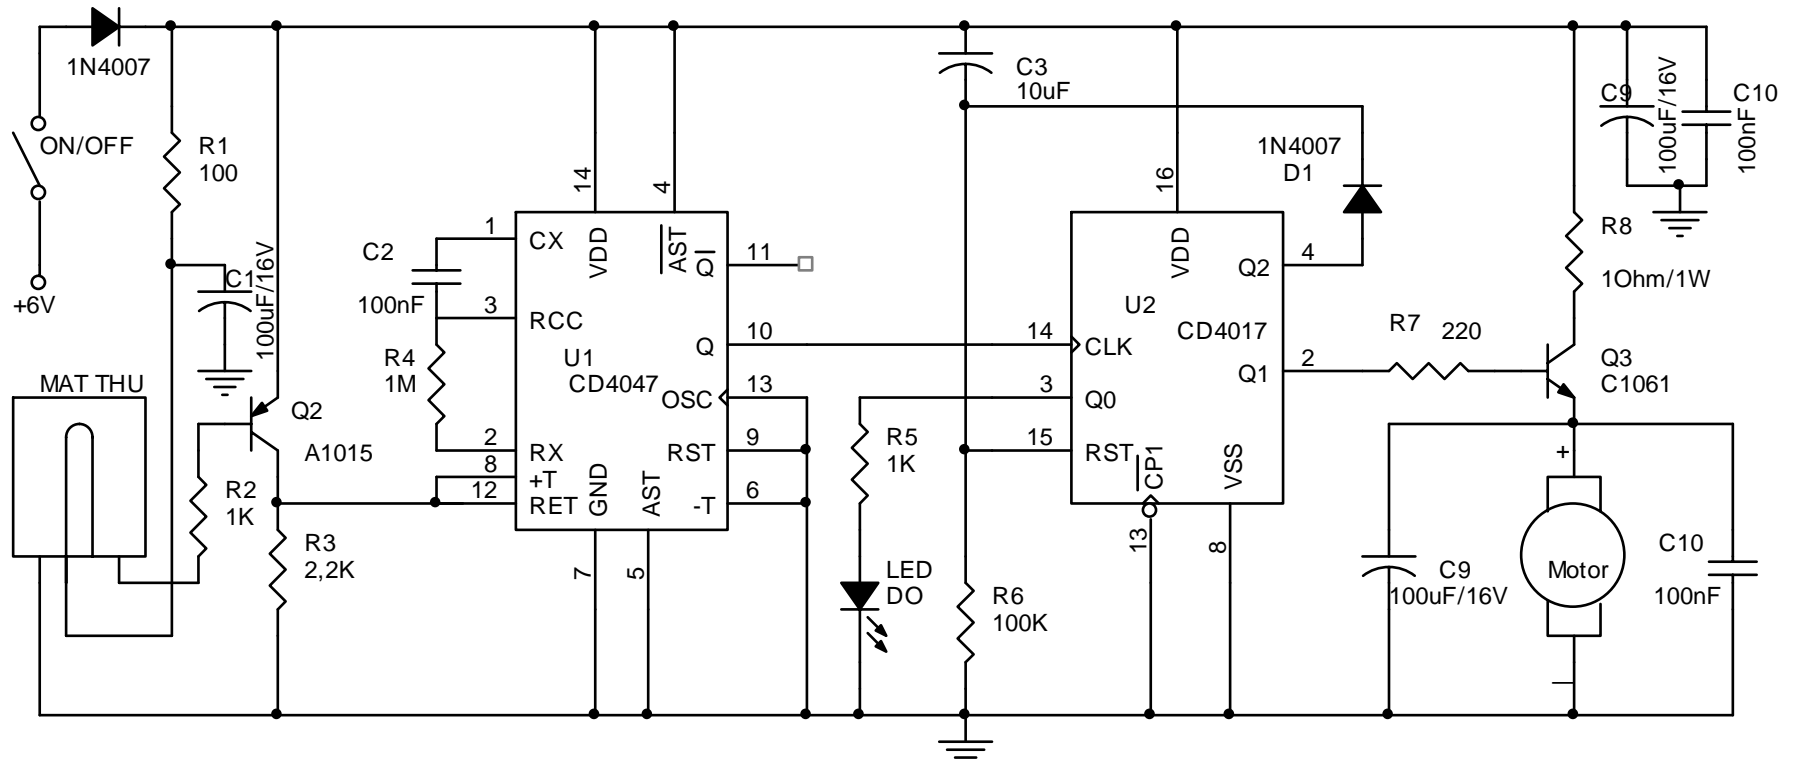 1N4007
ON/OFF
+6V
R1
100
C1
100uF/16V
MAT THU
Q2
A1015
R2
1K
R3
2,2K
C2
100nF
R4
1M
1
3
2
8
12
14
4
CX
RCC
RX
+T
RET
VDD
AST
Q
Q
OSC
RST
-T
GND
AST
U1
CD4047
11
10
13
9
6
7
5
C3
10uF
R5
1K
LED
DO
R6
100K
14
3
15
16
CLK
Q0
RST
VDD
U2
CD4017
Q2
Q1
CP1
VSS
4
2
13
8
1N4007
D1
R7 220
R8
1Ohm/1W
Q3
C1061
C9
100uF/16V
C10
100nF
+
Motor
—
C9
100uF/16V
C10
100nF